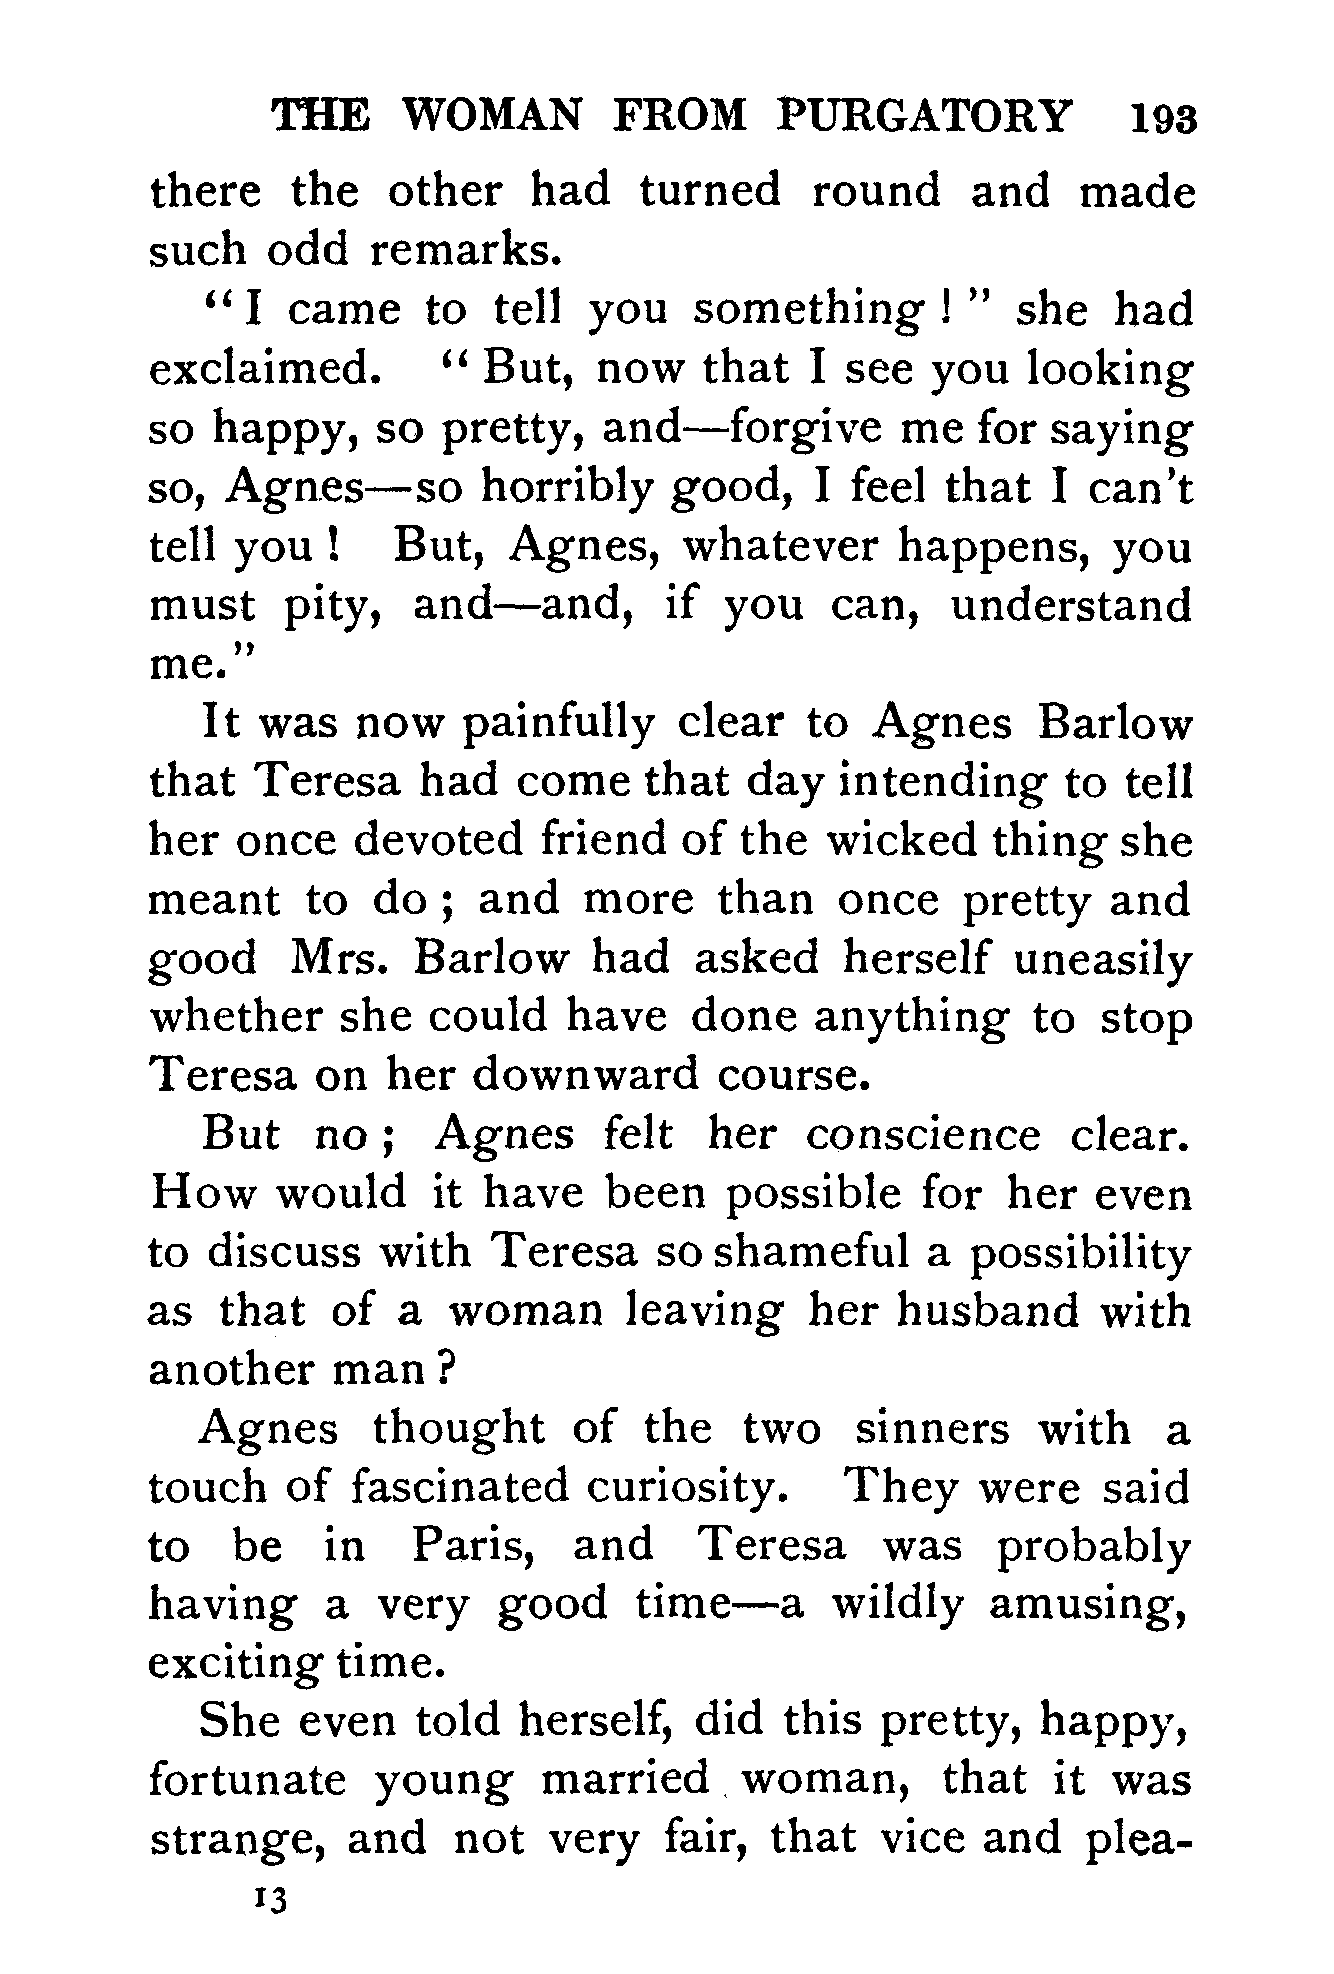 THE WOMAN FROM PURGATORY 193
there the other had turned round and made
such odd remarks.
“ I came to tell you something ! ” she had
exclaimed. “ But, now that I see you looking
so happy, so pretty, and—forgive me for saying
so, Agnes—so horribly good, I feel that I can't
tell you ! But, Agnes, whatever happens, you
must pity, and—and, if you can, understand
me.”
It was now painfully clear to Agnes Barlow
that Teresa had come that day intending to tell
her once devoted friend of the wicked thing she
meant to do ; and more than once pretty and
good Mrs. Barlow had asked herself uneasily
whether she could have done anything to stop
Teresa on her downward course.
But no ; Agnes felt her conscience clear.
How would it have been possible for her even
to discuss with Teresa so shameful a possibility
as that of a woman leaving her husband with
another man ?
Agnes thought of the two sinners with a
touch of fascinated curiosity. They were said
to be in Paris, and Teresa was probably
having a very good time—a wildly amusing,
exciting time.
She even told herself, did this pretty, happy,
fortunate young married woman, that it was
strange, and not very fair, that vice and plea-
13